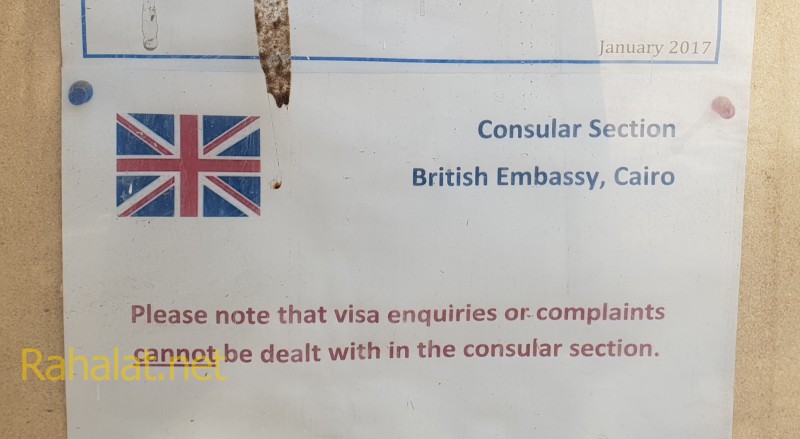 January 2017
Consular Section
British Embassy, Cairo
Please note that visa enquiries or complaints
cannot be dealt with in the consular section.
Rahalat.net